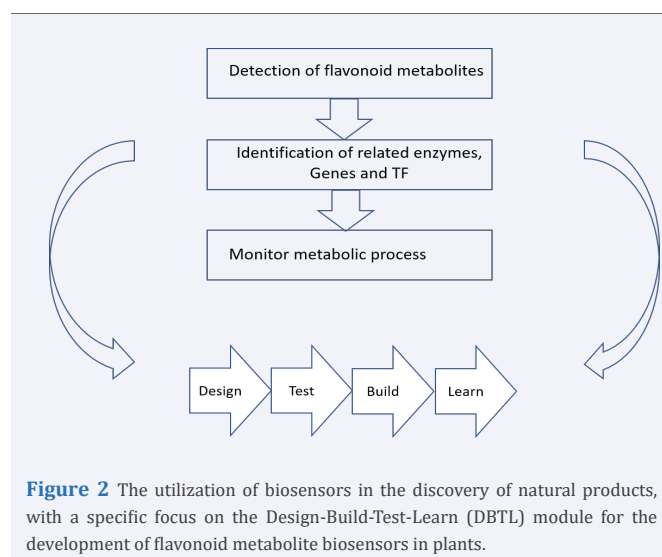 Detection of flavonoid metabolites
Identification of related enzymes,
Genes and TF
Monitor metabolic process
Design
Test
Build
Learn
Figure 2 The utilization of biosensors in the discovery of natural products,
with a specific focus on the Design-Build-Test-Learn (DBTL) module for the
development of flavonoid metabolite biosensors in plants.